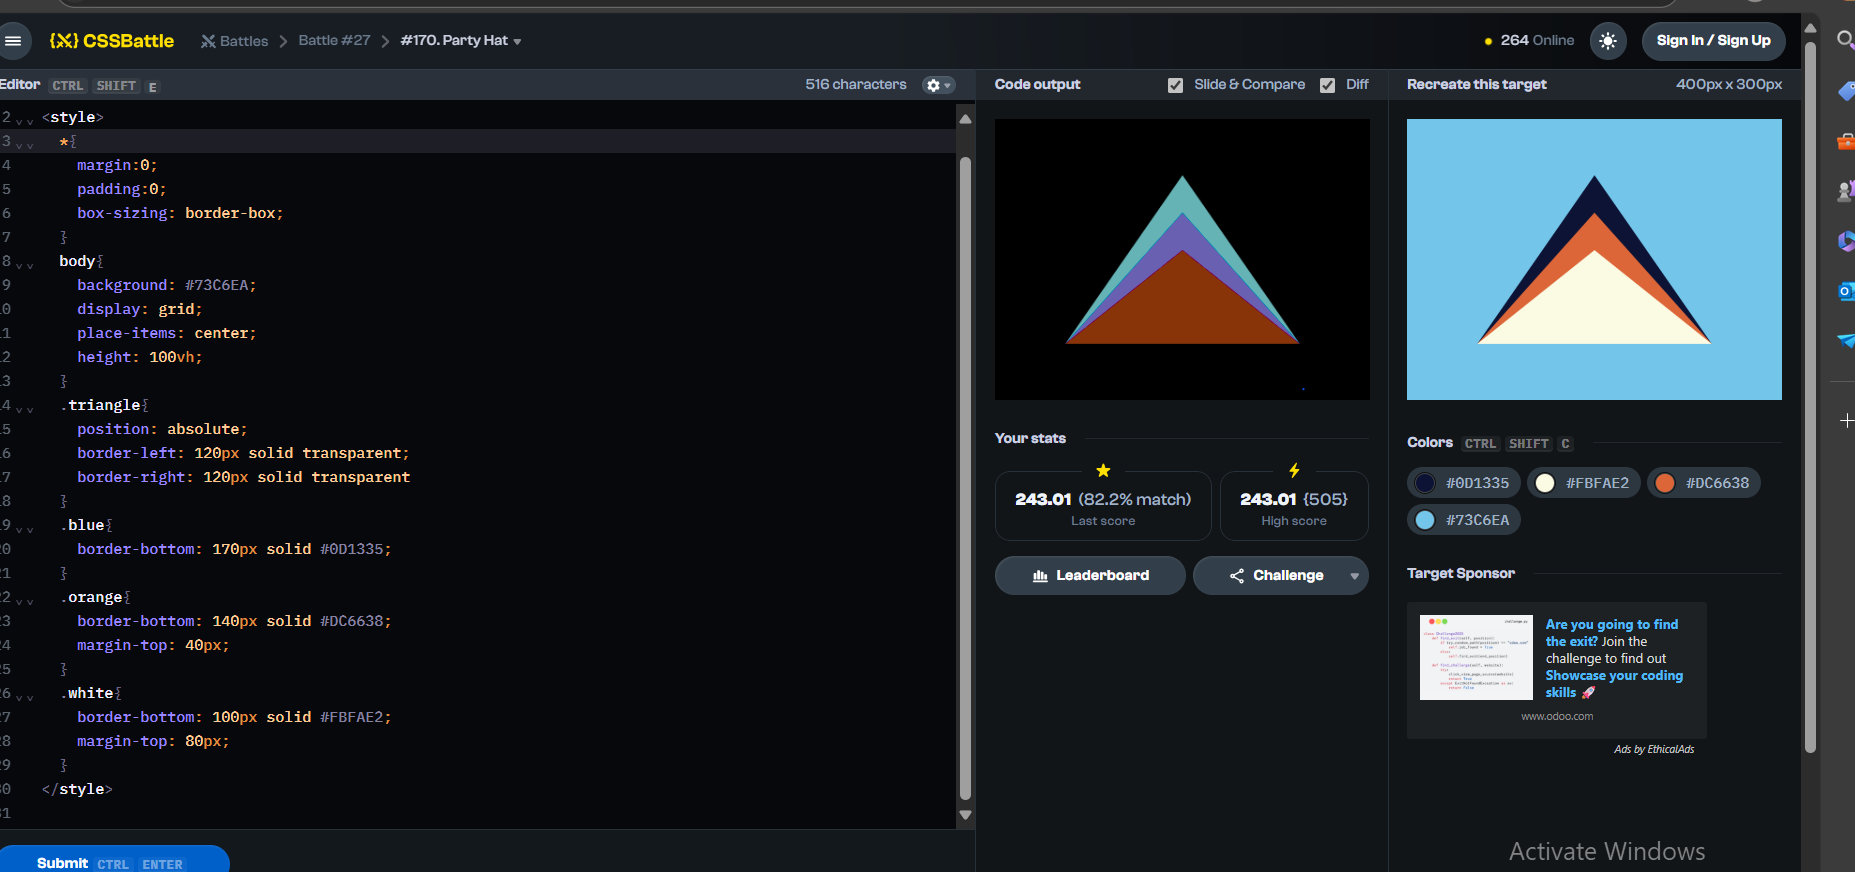 {X} CSSBattle
Battles
Battle #27
#170. Party Hat
264 Online
Sign In / Sign Up
Editor CTRL SHIFT E
516 characters
2 <style>
3 *{
4 margin:0;
5 padding:0;
6 box-sizing: border-box;
7 }
8 body{
9 background: #73C6EA;
0 display: grid;
1 place-items: center;
2 height: 100vh;
3 }
4 .triangle{
5 position: absolute;
6 border-left: 120px solid transparent;
7 border-right: 120px solid transparent
8 }
9 .blue{
0 border-bottom: 170px solid #0D1335;
1 }
2 .orange{
3 border-bottom: 140px solid #DC6638;
4 margin-top: 40px;
5 }
6 .white{
7 border-bottom: 100px solid #FBFAE2;
8 margin-top: 80px;
9 }
0 </style>
1
Submit CTRL ENTER
Code output
Slide & Compare
Diff
Your stats
243.01 (82.2% match)
Last score
243.01 {505}
High score
Leaderboard
Challenge
Recreate this target
400px x 300px
Colors CTRL SHIFT C
#0D1335
#FBFAE2
#DC6638
#73C6EA
Target Sponsor
Are you going to find
the exit? Join the
challenge to find out
Showcase your coding
skills 🚀
www.odoo.com
Ads by EthicalAds
Activate Windows